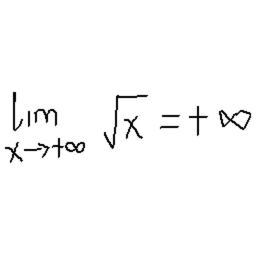 lim √x = +∞
x→+∞